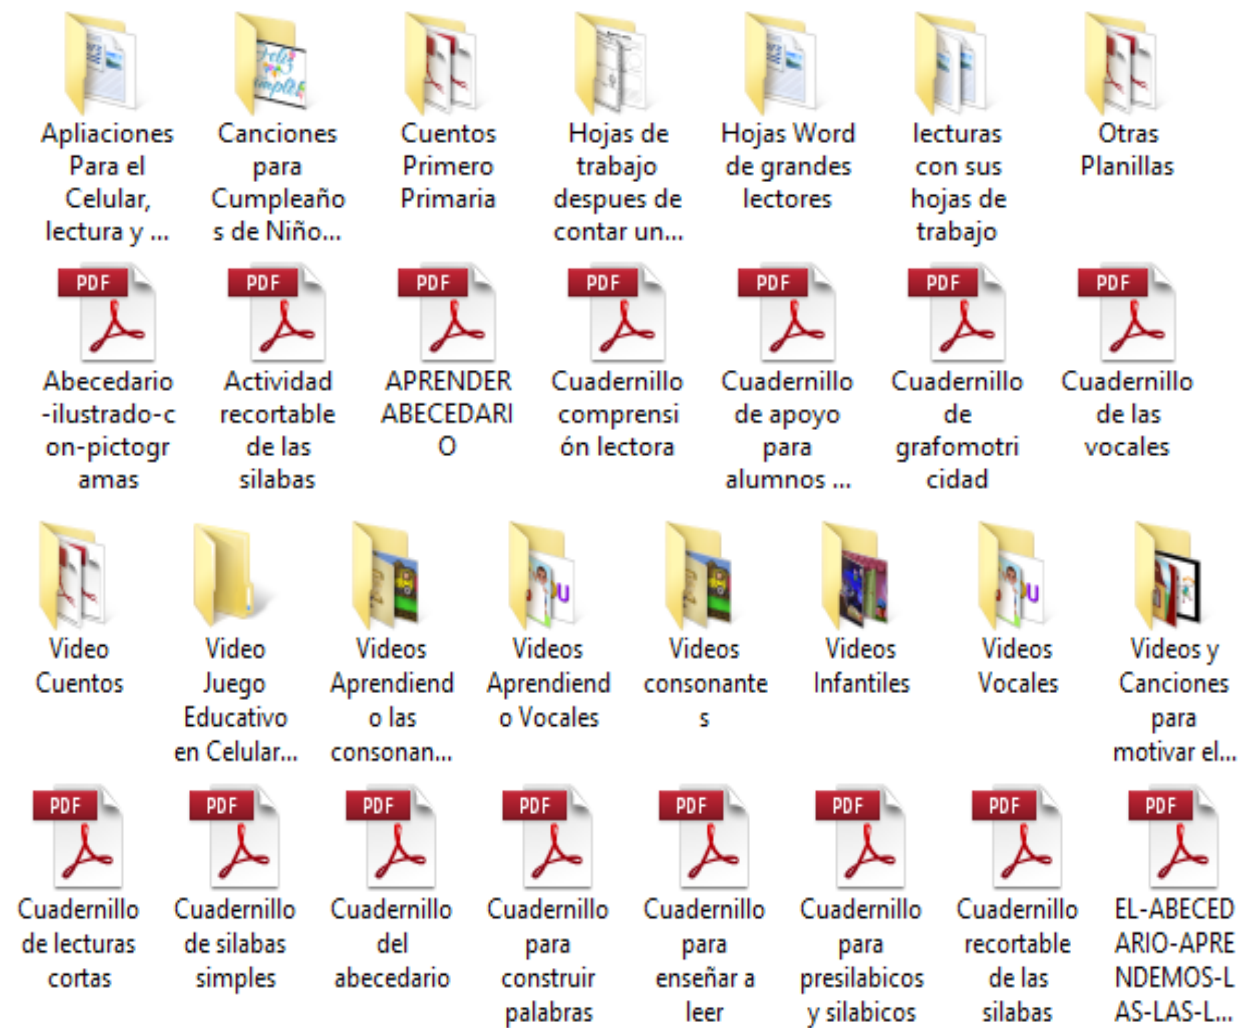 Apliaciones
Para el
Celular,
lectura y ...
Canciones
para
Cumpleaño
s de Niño...
Cuentos
Primero
Primaria
Hojas de
trabajo
despues de
contar un...
Hojas Word
de grandes
lectores
lecturas
con sus
hojas de
trabajo
Otras
Planillas
PDF
Abecedario
-ilustrado-c
on-pictogr
amas
PDF
Actividad
recortable
de las
silabas
PDF
APRENDER
ABECEDARI
O
PDF
Cuadernillo
comprensi
ón lectora
PDF
Cuadernillo
de apoyo
para
alumnos ...
PDF
Cuadernillo
de
grafomotri
cidad
PDF
Cuadernillo
de las
vocales
Video
Cuentos
Video
Juego
Educativo
en Celular...
Videos
Aprendiend
o las
consonan...
Videos
Aprendiend
o Vocales
Videos
consonante
s
Videos
Infantiles
Videos
Vocales
Videos y
Canciones
para
motivar el...
PDF
Cuadernillo
de lecturas
cortas
PDF
Cuadernillo
de silabas
simples
PDF
Cuadernillo
del
abecedario
PDF
Cuadernillo
para
construir
palabras
PDF
Cuadernillo
para
enseñar a
leer
PDF
Cuadernillo
para
presilabicos
y silabicos
PDF
Cuadernillo
recortable
de las
silabas
PDF
EL-ABECED
ARIO-APRE
NDEMOS-L
AS-LAS-L...